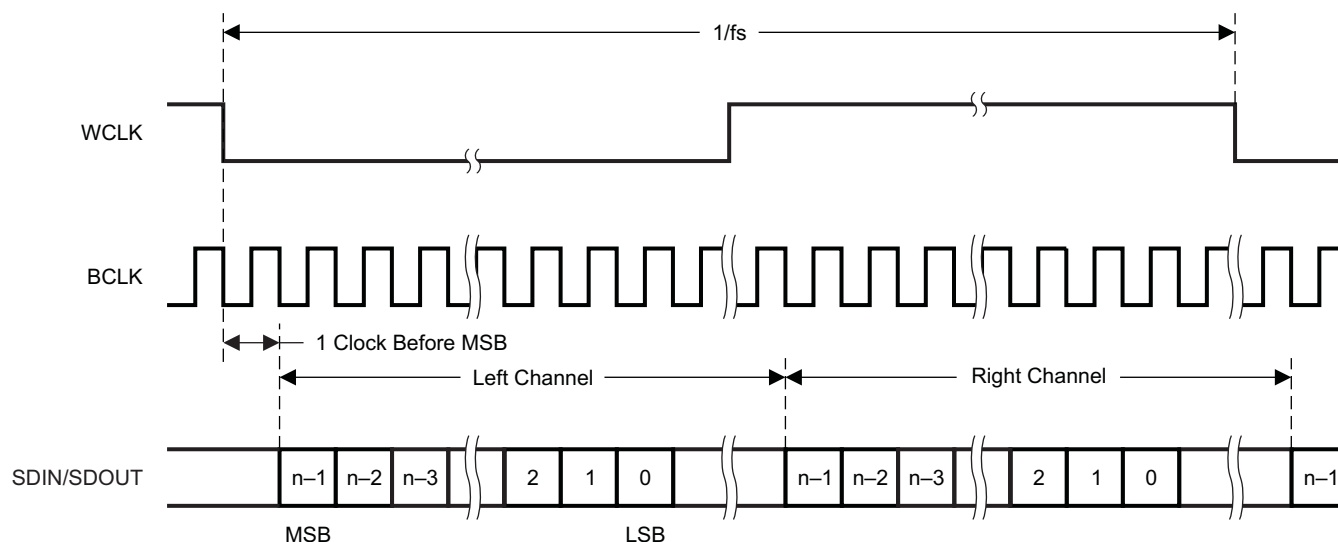 1/fs
WCLK
BCLK
1 Clock Before MSB
Left Channel Right Channel
SDIN/SDOUT n–1 n–2 n–3 2 1 0 n–1 n–2 n–3 2 1 0 n–1
MSB LSB